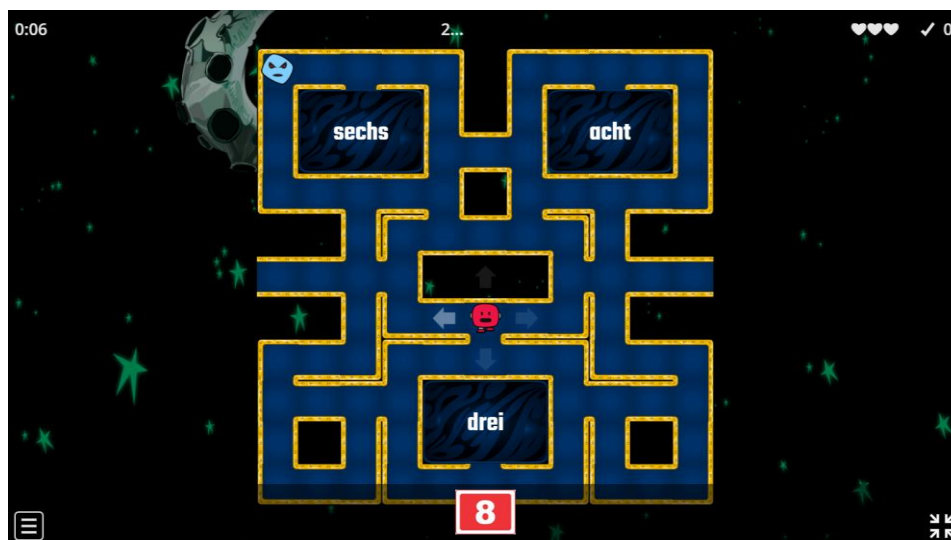 0:06
2...
✓ 0
sechs
acht
drei
8